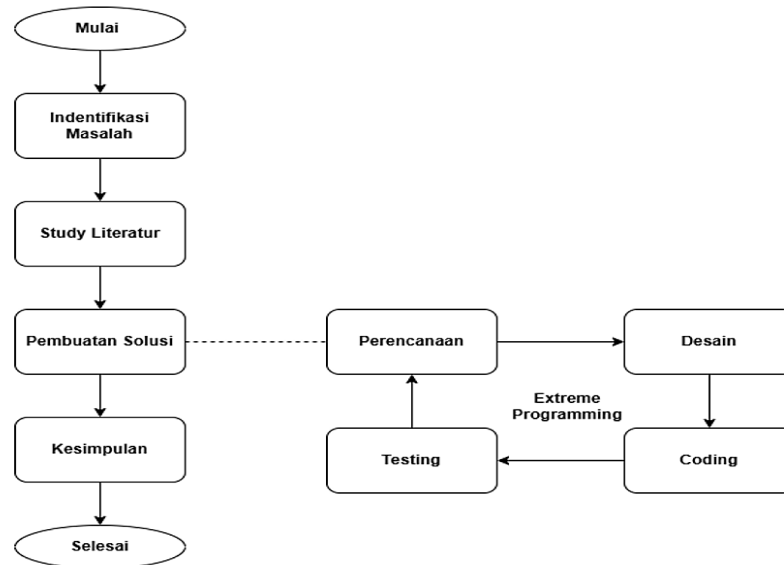 Mulai
Indentifikasi
Masalah
Study Literatur
Pembuatan Solusi
Perencanaan
Desain
Extreme
Programming
Kesimpulan
Testing
Coding
Selesai